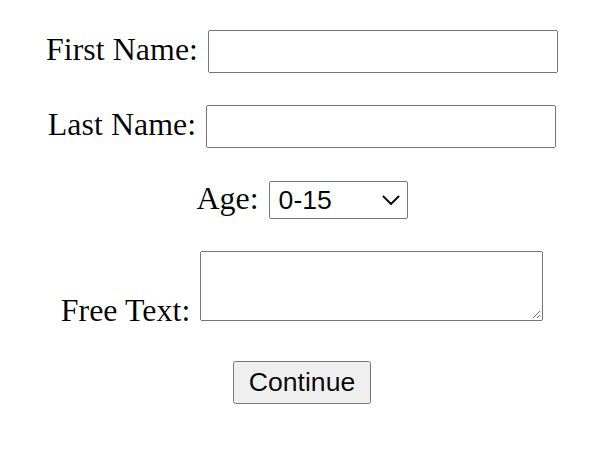 First Name:
Last Name:
Age: 0-15
Free Text:
Continue